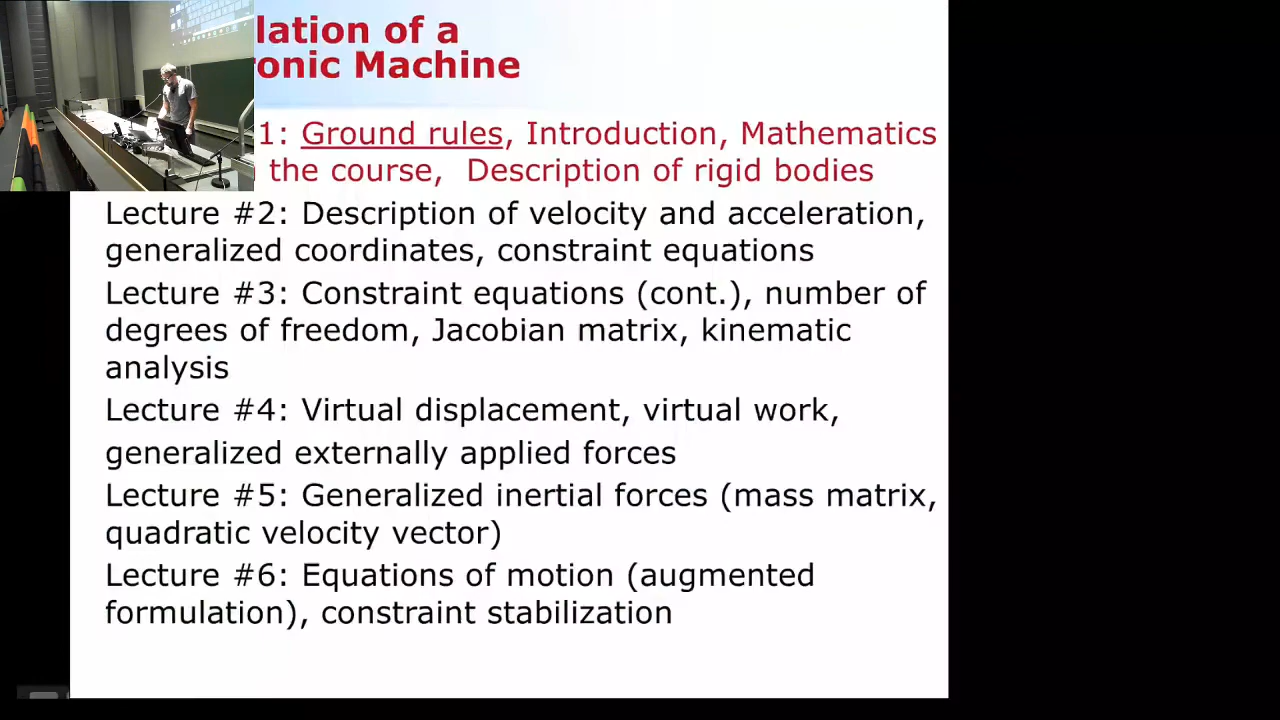 lation of a
onic Machine
1: Ground rules, Introduction, Mathematics
the course, Description of rigid bodies
Lecture #2: Description of velocity and acceleration,
generalized coordinates, constraint equations
Lecture #3: Constraint equations (cont.), number of
degrees of freedom, Jacobian matrix, kinematic
analysis
Lecture #4: Virtual displacement, virtual work,
generalized externally applied forces
Lecture #5: Generalized inertial forces (mass matrix,
quadratic velocity vector)
Lecture #6: Equations of motion (augmented
formulation), constraint stabilization